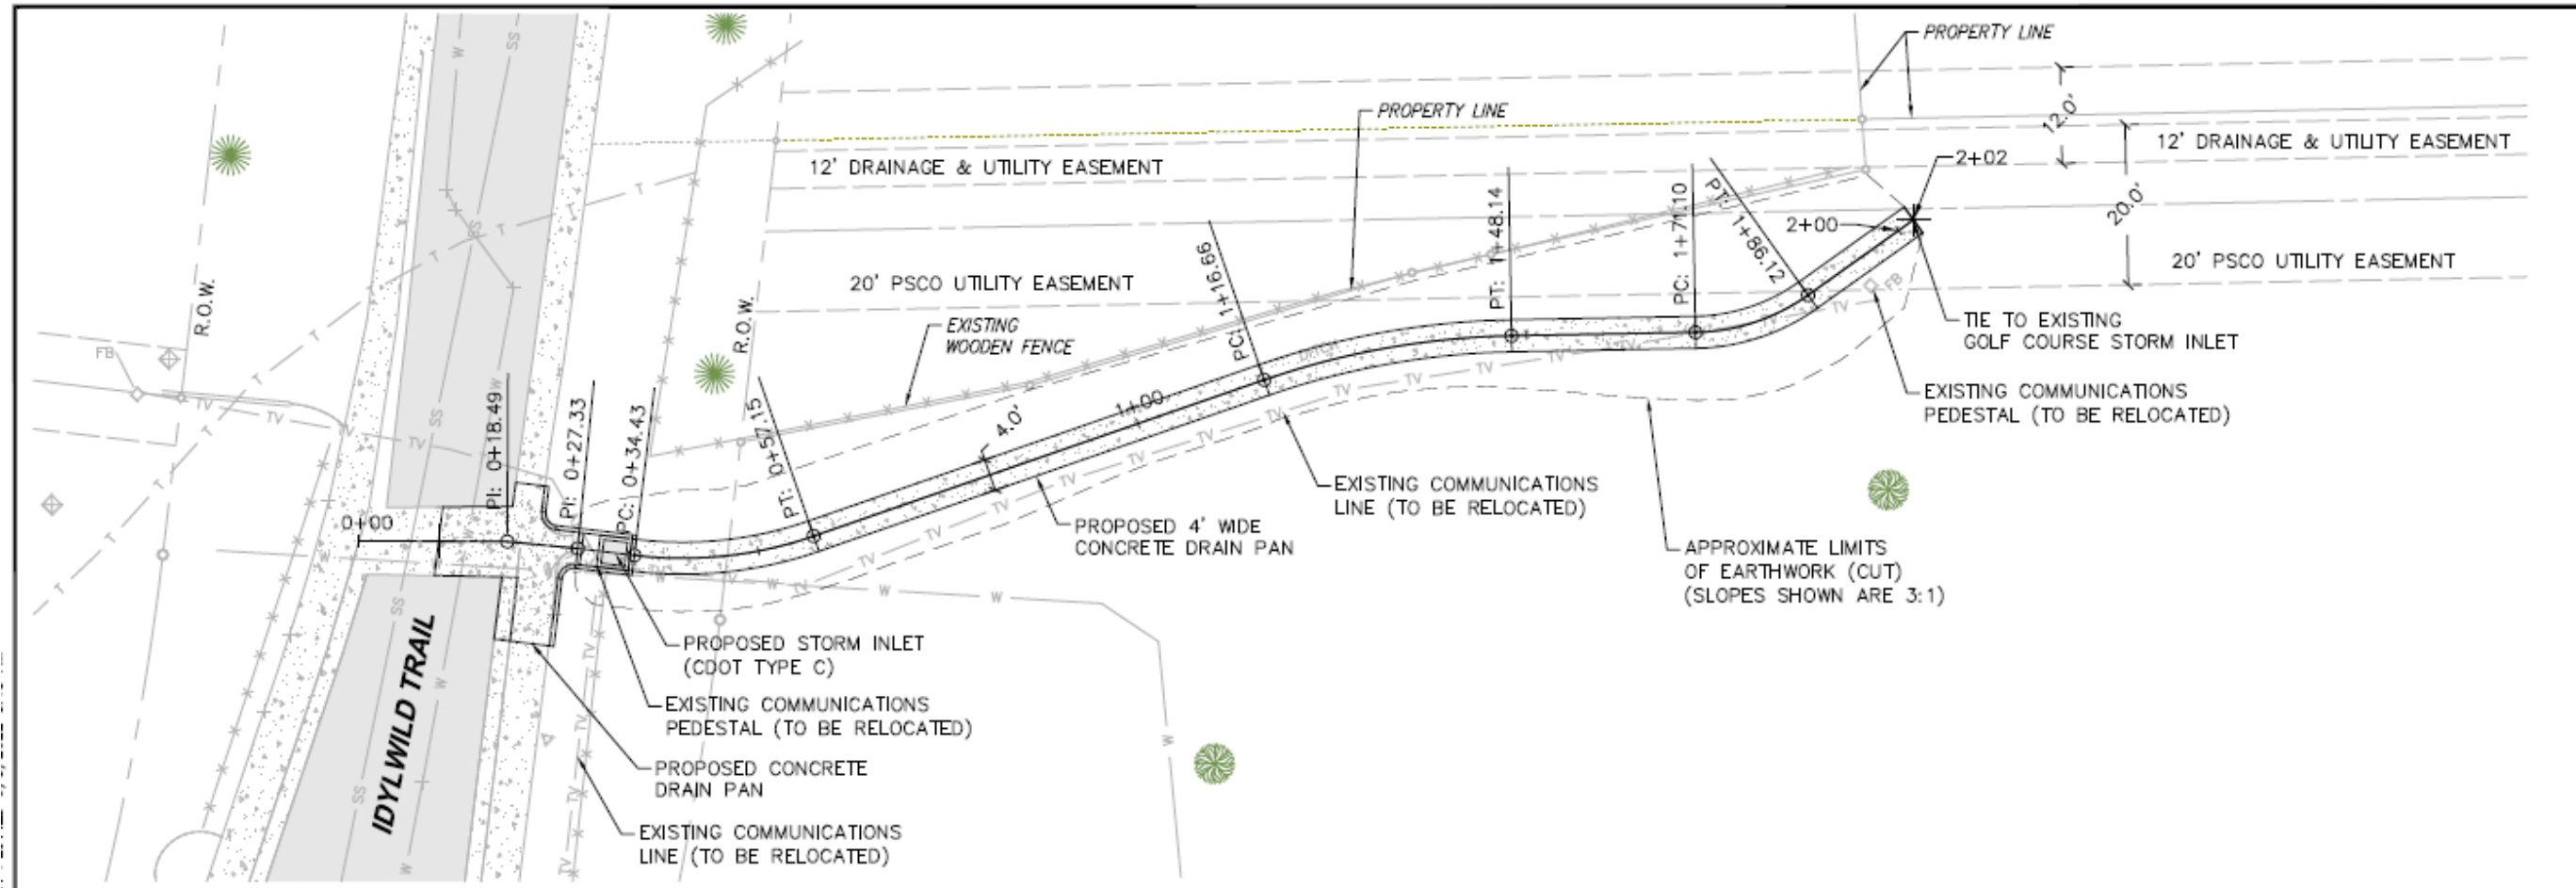 PROPERTY LINE
PROPERTY LINE
12.0'
12' DRAINAGE & UTILITY EASEMENT
12' DRAINAGE & UTILITY EASEMENT
2+02
20.0'
PT: 1+48.14
PC: 1+71.10
PT: 1+86.12
2+00
PC: 1+16.66
20' PSCO UTILITY EASEMENT
20' PSCO UTILITY EASEMENT
R.O.W.
R.O.W.
EXISTING
WOODEN FENCE
TIE TO EXISTING
GOLF COURSE STORM INLET
FB
FB
DITCH
EXISTING COMMUNICATIONS
PEDESTAL (TO BE RELOCATED)
PI: 0+18.49
PI: 0+27.33
PC: 0+34.43
PT: 0+57.15
4.0'
1+00
0+00
EXISTING COMMUNICATIONS
LINE (TO BE RELOCATED)
PROPOSED 4' WIDE
CONCRETE DRAIN PAN
APPROXIMATE LIMITS
OF EARTHWORK (CUT)
(SLOPES SHOWN ARE 3:1)
PROPOSED STORM INLET
(CDOT TYPE C)
EXISTING COMMUNICATIONS
PEDESTAL (TO BE RELOCATED)
PROPOSED CONCRETE
DRAIN PAN
EXISTING COMMUNICATIONS
LINE (TO BE RELOCATED)
IDYLWILD TRAIL
W
SS
T
TV